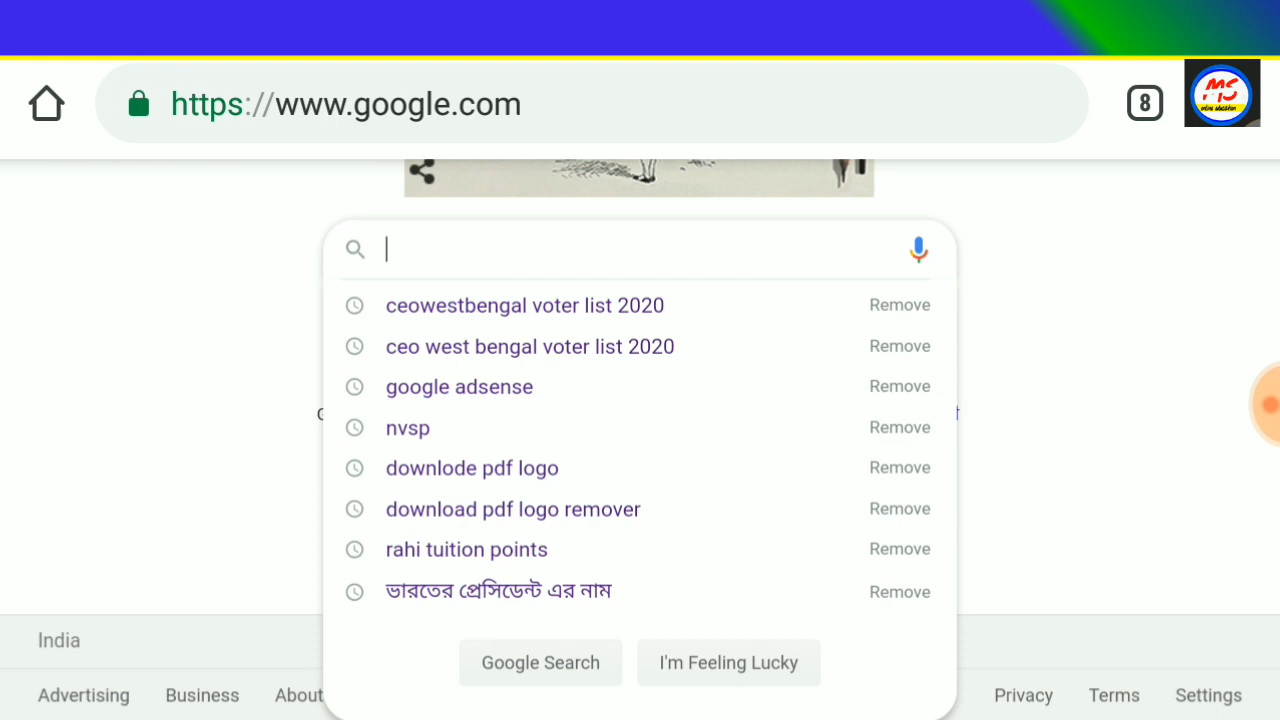 https://www.google.com
8
MS
ceowestbengal voter list 2020 Remove
ceo west bengal voter list 2020 Remove
google adsense Remove
nvsp Remove
downlode pdf logo Remove
download pdf logo remover Remove
rahi tuition points Remove
ভারতের প্রেসিডেন্ট এর নাম Remove
Google Search I'm Feeling Lucky
India
Advertising Business About Privacy Terms Settings